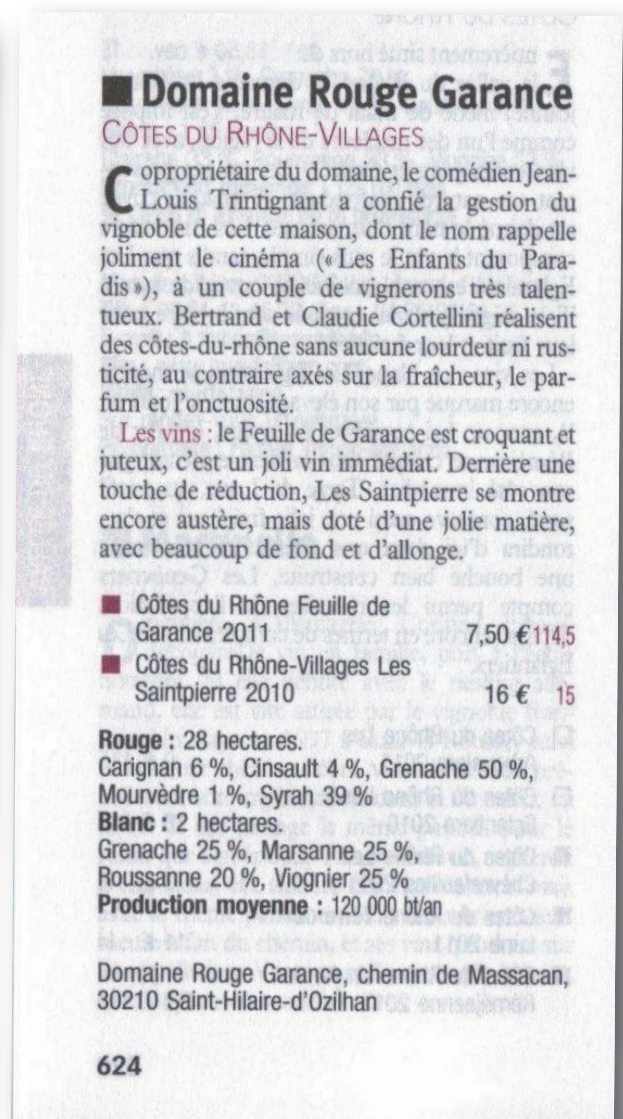 ■ Domaine Rouge Garance
CÔTES DU RHÔNE-VILLAGES
Copropriétaire du domaine, le comédien Jean-
Louis Trintignant a confié la gestion du
vignoble de cette maison, dont le nom rappelle
joliment le cinéma (« Les Enfants du Para-
dis »), à un couple de vignerons très talen-
tueux. Bertrand et Claudie Cortellini réalisent
des côtes-du-rhône sans aucune lourdeur ni rus-
ticité, au contraire axés sur la fraîcheur, le par-
fum et l'onctuosité.
Les vins : le Feuille de Garance est croquant et
juteux, c'est un joli vin immédiat. Derrière une
touche de réduction, Les Saintpierre se montre
encore austère, mais doté d'une jolie matière,
avec beaucoup de fond et d'allonge.
■ Côtes du Rhône Feuille de
Garance 2011 7,50 € 114,5
■ Côtes du Rhône-Villages Les
Saintpierre 2010 16 € 15
Rouge : 28 hectares.
Carignan 6 %, Cinsault 4 %, Grenache 50 %,
Mourvèdre 1 %, Syrah 39 %
Blanc : 2 hectares.
Grenache 25 %, Marsanne 25 %,
Roussanne 20 %, Viognier 25 %
Production moyenne : 120 000 bt/an
Domaine Rouge Garance, chemin de Massacan,
30210 Saint-Hilaire-d'Ozilhan
624